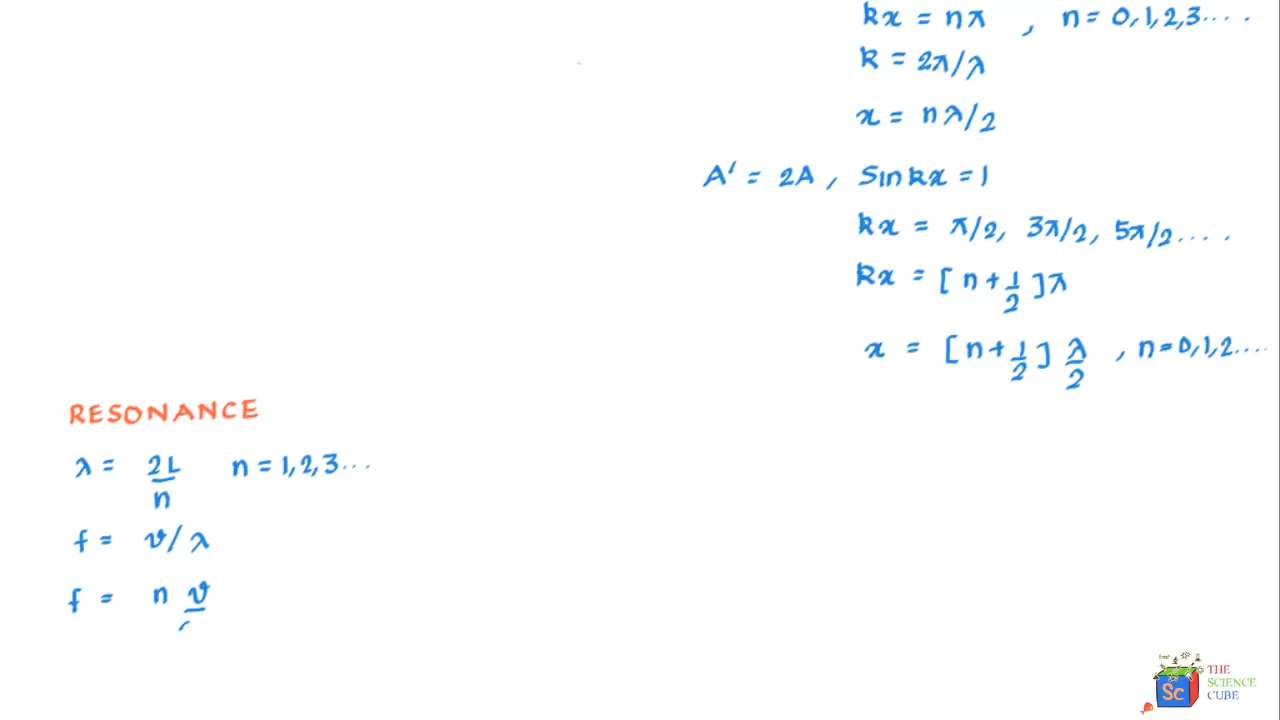 kx = nπ , n = 0,1,2,3....
k = 2π/λ
x = nλ/2
A' = 2A , Sin kx = 1
kx = π/2, 3π/2, 5π/2....
kx = [n + 1/2]π
x = [n + 1/2] λ/2 , n = 0,1,2....
RESONANCE
λ = 2L/n n = 1,2,3...
f = v/λ
f = n v/
Sc
THE
SCIENCE
CUBE